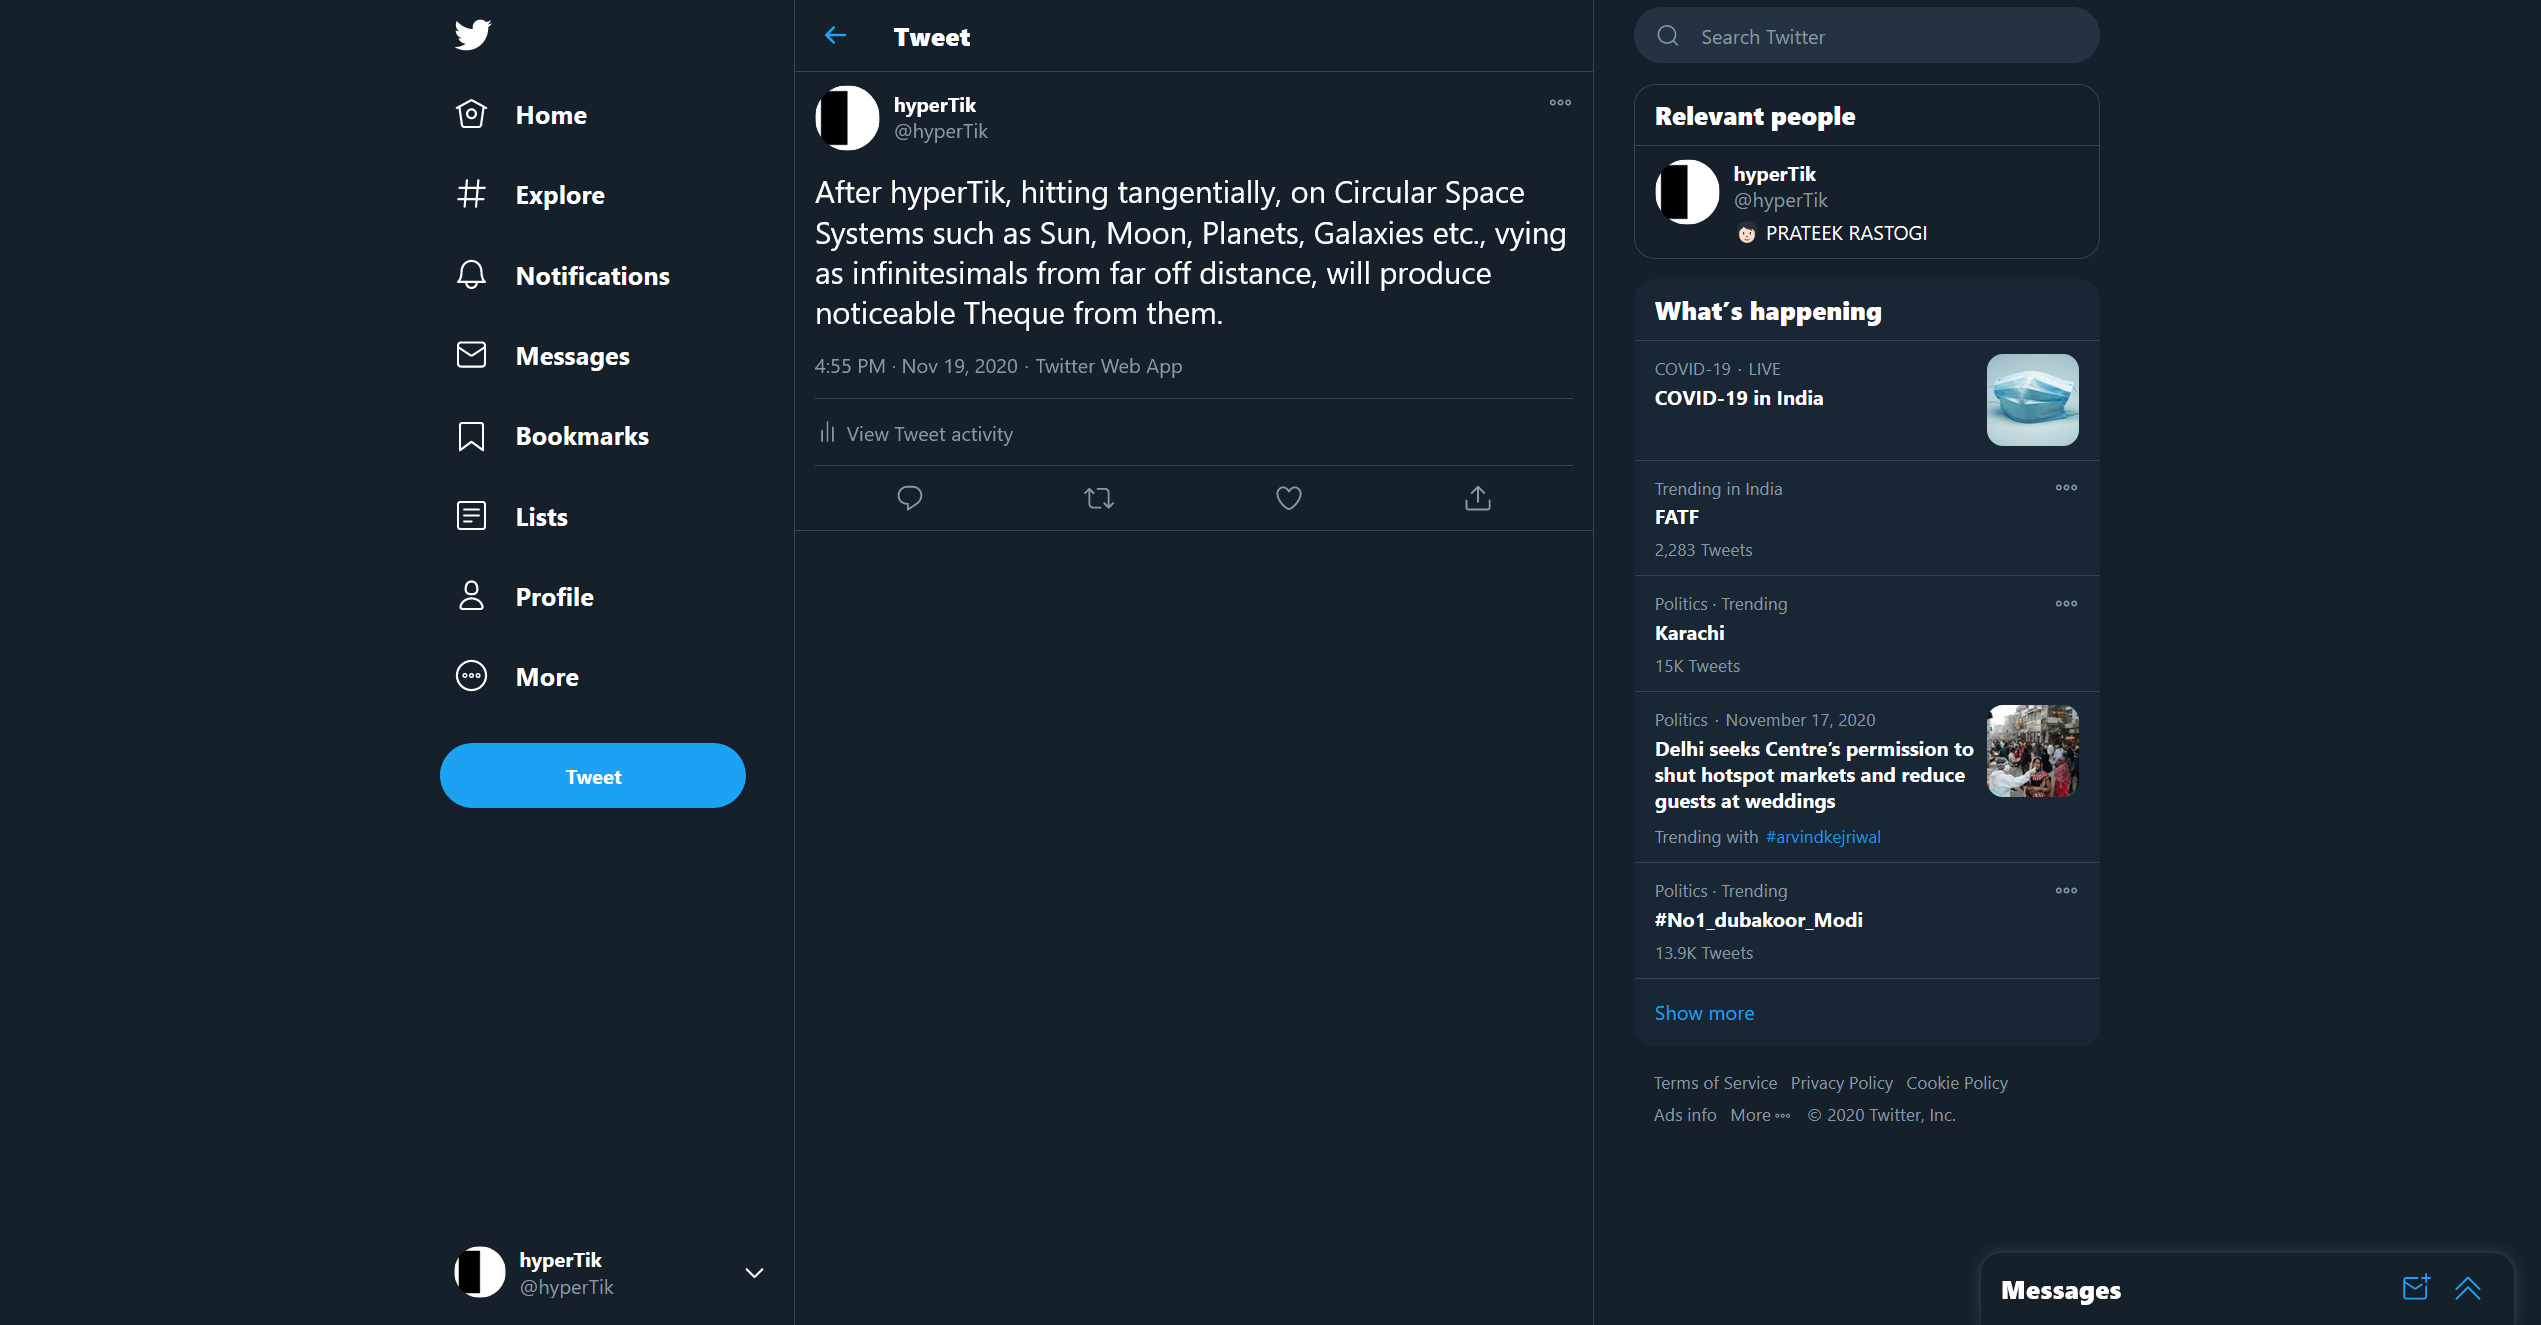 Home
Explore
Notifications
Messages
Bookmarks
Lists
Profile
More
Tweet
hyperTik
@hyperTik
Tweet
hyperTik
@hyperTik
After hyperTik, hitting tangentially, on Circular Space
Systems such as Sun, Moon, Planets, Galaxies etc., vying
as infinitesimals from far off distance, will produce
noticeable Theque from them.
4:55 PM · Nov 19, 2020 · Twitter Web App
View Tweet activity
Search Twitter
Relevant people
hyperTik
@hyperTik
PRATEEK RASTOGI
What's happening
COVID-19 · LIVE
COVID-19 in India
Trending in India
FATF
2,283 Tweets
Politics · Trending
Karachi
15K Tweets
Politics · November 17, 2020
Delhi seeks Centre's permission to
shut hotspot markets and reduce
guests at weddings
Trending with #arvindkejriwal
Politics · Trending
#No1_dubakoor_Modi
13.9K Tweets
Show more
Terms of Service Privacy Policy Cookie Policy
Ads info More © 2020 Twitter, Inc.
Messages